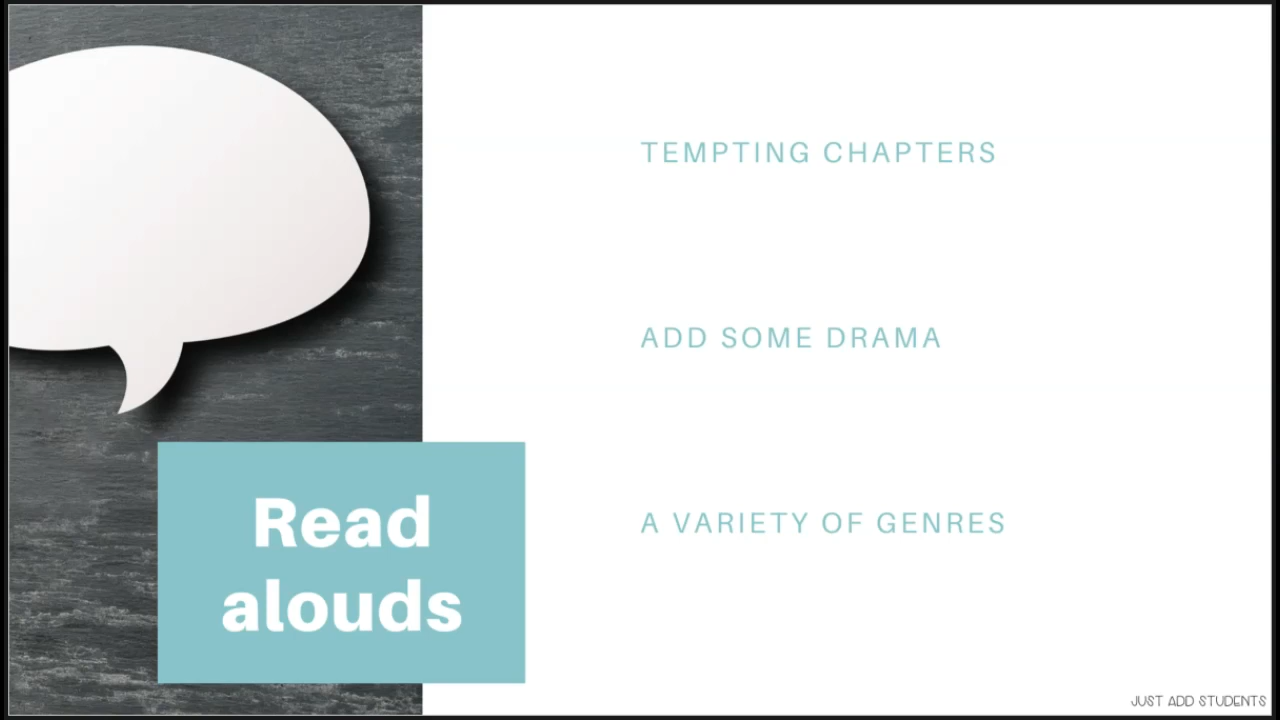 TEMPTING CHAPTERS
ADD SOME DRAMA
A VARIETY OF GENRES
Read
alouds
JUST ADD STUDENTS